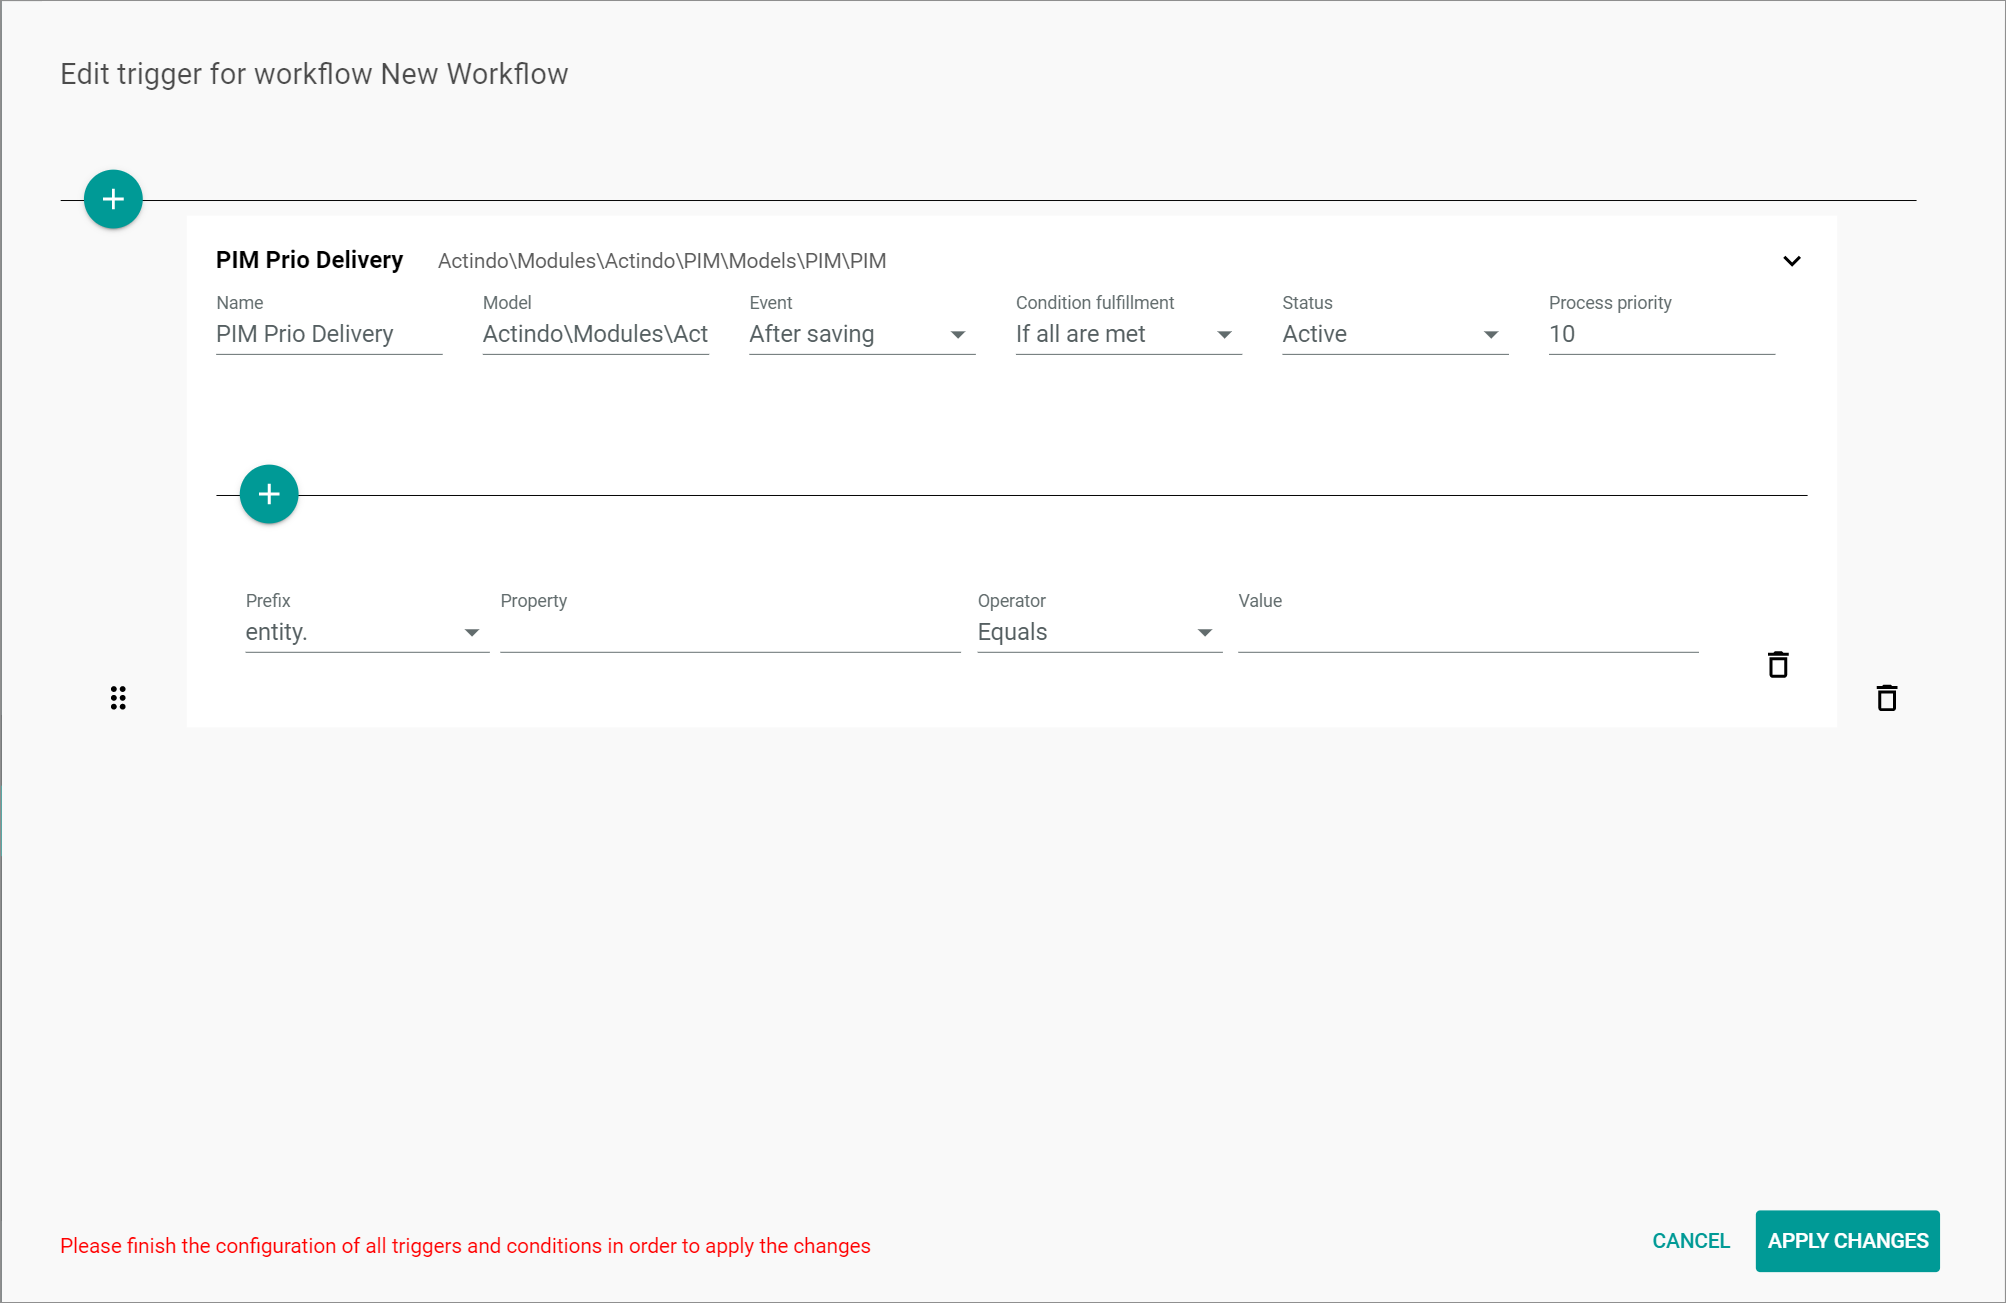 Edit trigger for workflow New Workflow
PIM Prio Delivery Actindo\Modules\Actindo\PIM\Models\PIM\PIM
Name Model Event Condition fulfillment Status Process priority
PIM Prio Delivery Actindo\Modules\Act After saving If all are met Active 10
Prefix Property Operator Value
entity. Equals
Please finish the configuration of all triggers and conditions in order to apply the changes
CANCEL APPLY CHANGES